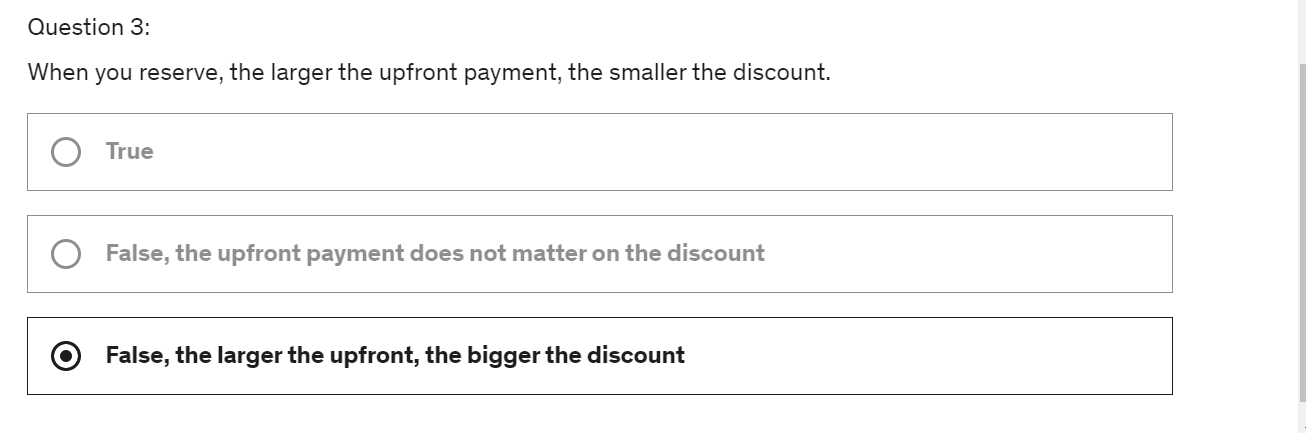 Question 3:
When you reserve, the larger the upfront payment, the smaller the discount.
True
False, the upfront payment does not matter on the discount
False, the larger the upfront, the bigger the discount